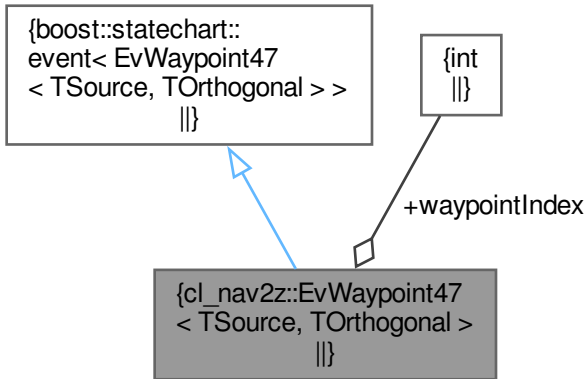 {boost::statechart::
event< EvWaypoint47
< TSource, TOrthogonal > >
||}
{int
||}
+waypointIndex
{cl_nav2z::EvWaypoint47
< TSource, TOrthogonal >
||}